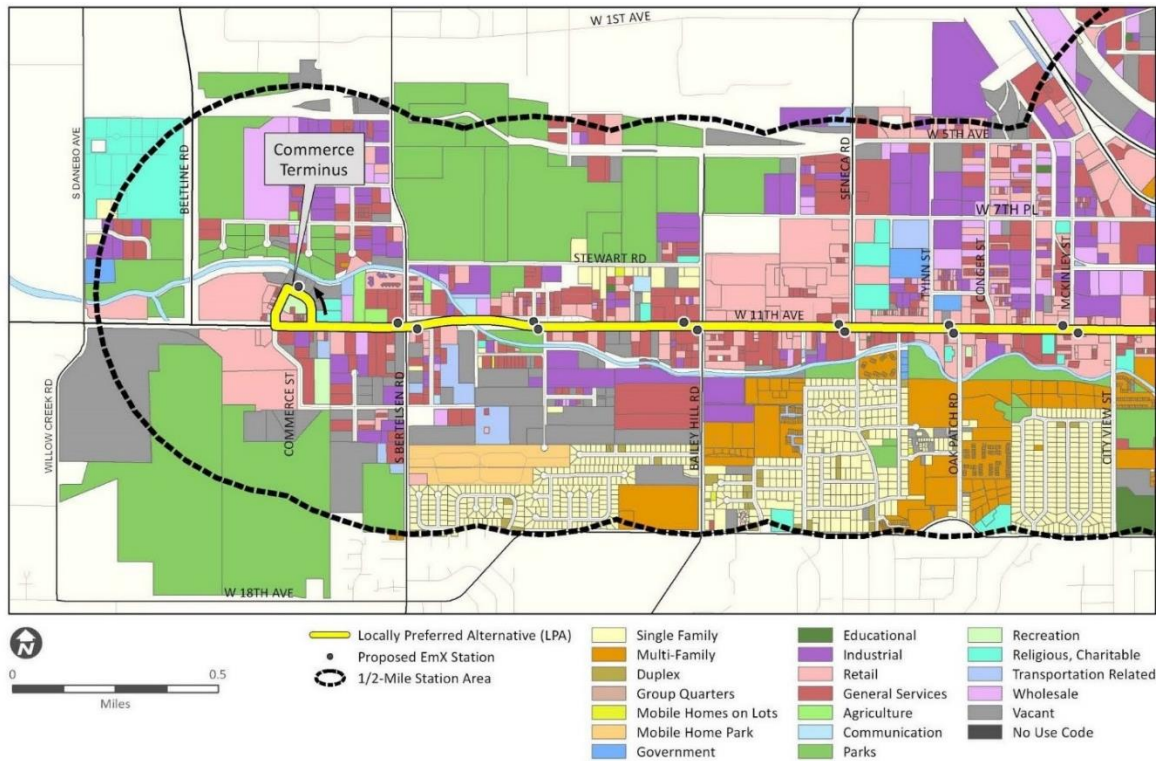 W 1ST AVE
S DANEBO AVE
BELTLINE RD
Commerce
Terminus
SENECA RD
W 5TH AVE
W 7TH PL
STEWART RD
TYINN ST
CONGER ST
MCKINLEY ST
W 11TH AVE
WILLOW CREEK RD
COMMERCE ST
S BERTELSEN RD
BAILEY HILL RD
OAK PATCH RD
CITY VIEW ST
W 18TH AVE
N
0 0.5
Miles
Locally Preferred Alternative (LPA)
Proposed EmX Station
1/2-Mile Station Area
Single Family
Multi-Family
Duplex
Group Quarters
Mobile Homes on Lots
Mobile Home Park
Government
Educational
Industrial
Retail
General Services
Agriculture
Communication
Parks
Recreation
Religious, Charitable
Transportation Related
Wholesale
Vacant
No Use Code